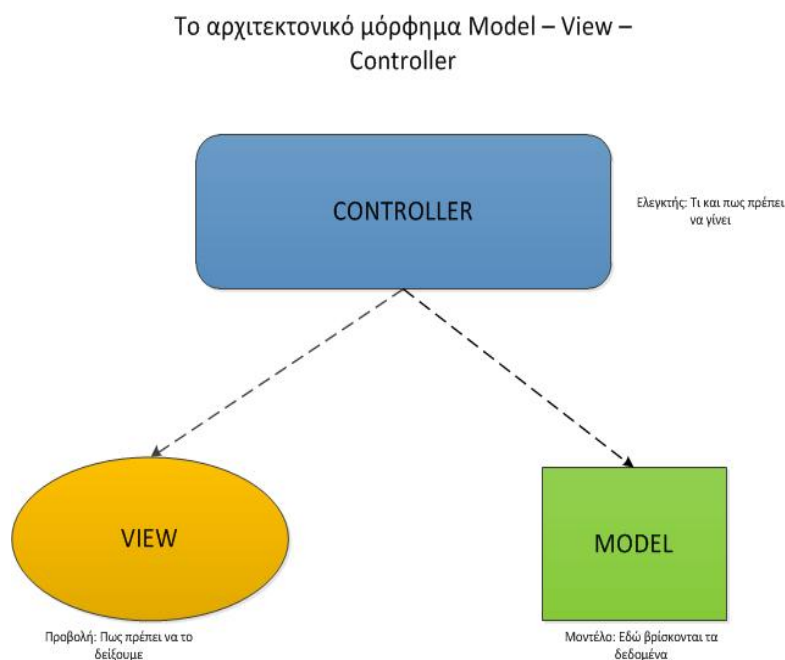 Το αρχιτεκτονικό μόρφημα Model – View –
Controller
CONTROLLER
Ελεγκτής: Τι και πως πρέπει
να γίνει
VIEW
MODEL
Προβολή: Πως πρέπει να το
δείξουμε
Μοντέλο: Εδώ βρίσκονται τα
δεδομένα